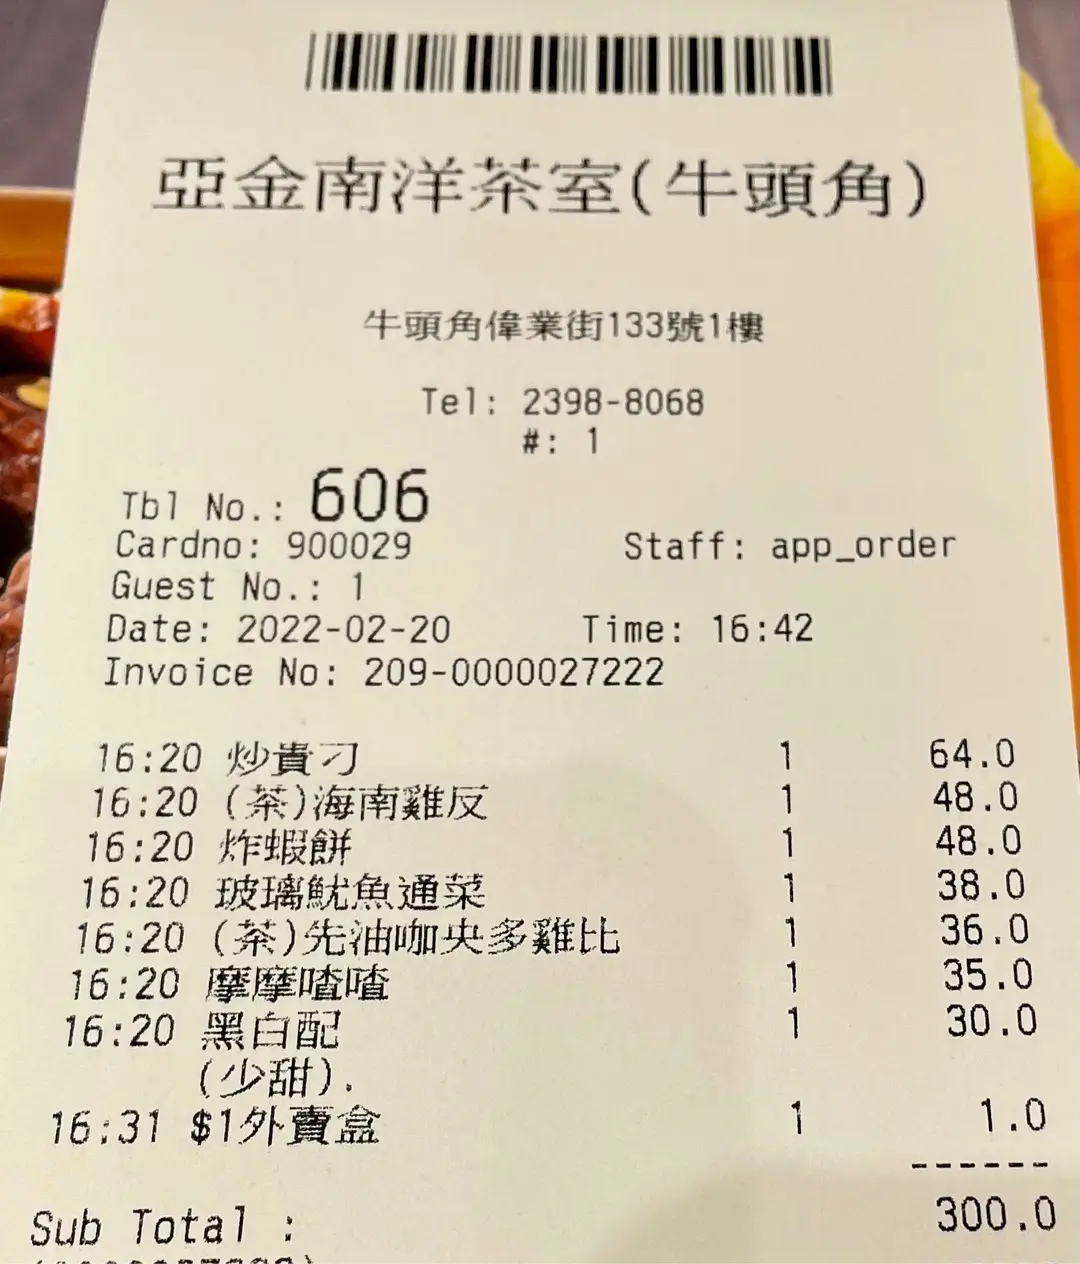 亞金南洋茶室(牛頭角)
牛頭角偉業街133號1樓
Tel: 2398-8068
#: 1
Tbl No.: 606
Cardno: 900029 Staff: app_order
Guest No.: 1
Date: 2022-02-20 Time: 16:42
Invoice No: 209-0000027222
16:20 炒貴刁 1 64.0
16:20 (茶)海南雞反 1 48.0
16:20 炸蝦餅 1 48.0
16:20 玻璃魷魚通菜 1 38.0
16:20 (茶)先油咖央多雞比 1 36.0
16:20 摩摩喳喳 1 35.0
16:20 黑白配 1 30.0
(少甜).
16:31 $1外賣盒 1 1.0
------
Sub Total : 300.0